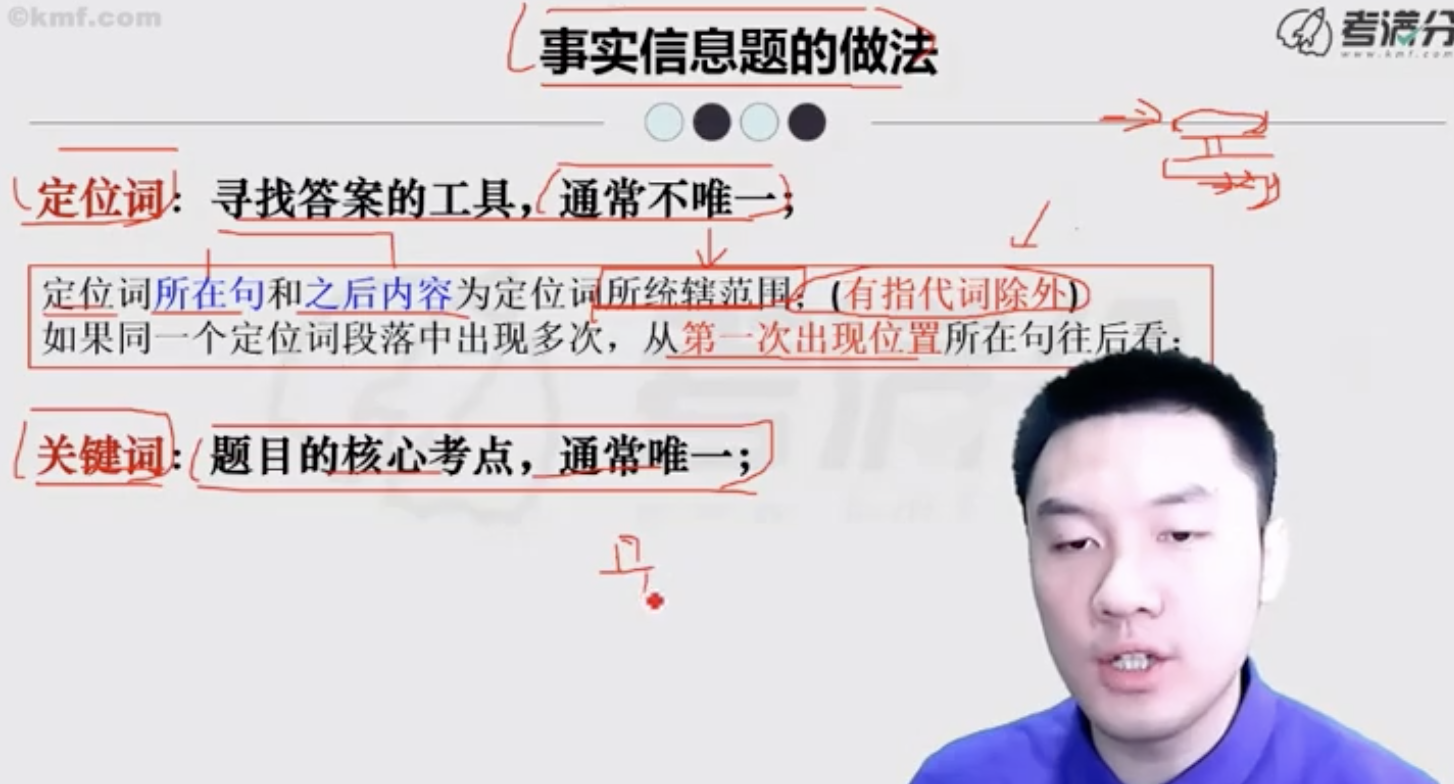 ©kmf.com
事实信息题的做法
考满分
www.kmf.com
定位词：寻找答案的工具，通常不唯一；
定位词所在句和之后内容为定位词所统辖范围；(有指代词除外)
如果同一个定位词段落中出现多次，从第一次出现位置所在句往后看；
关键词：题目的核心考点，通常唯一；